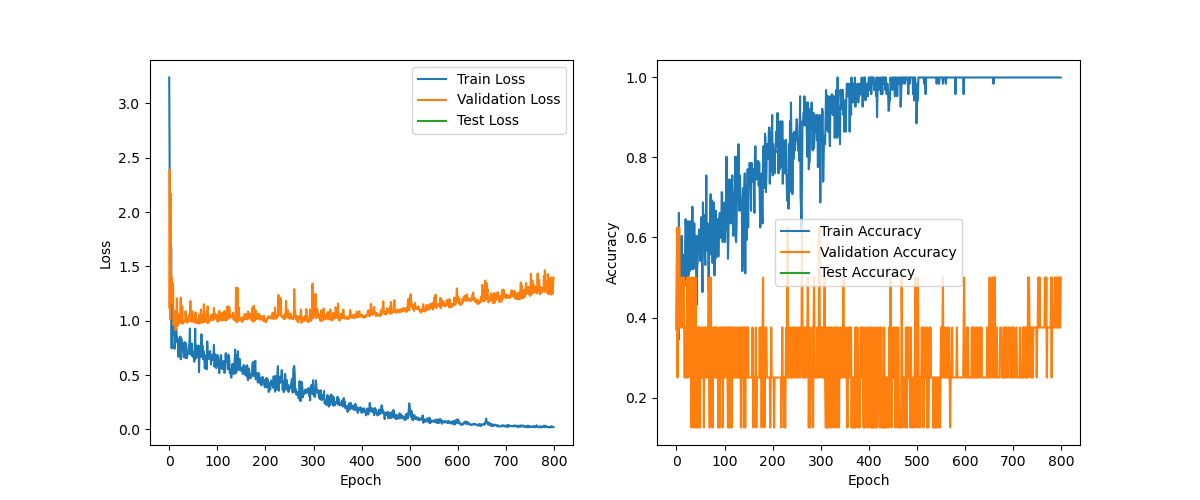 Train Loss
Validation Loss
Test Loss
3.0
2.5
2.0
1.5
1.0
0.5
0.0
Loss
0 100 200 300 400 500 600 700 800
Epoch
1.0
0.8
0.6
0.4
0.2
Accuracy
Train Accuracy
Validation Accuracy
Test Accuracy
0 100 200 300 400 500 600 700 800
Epoch